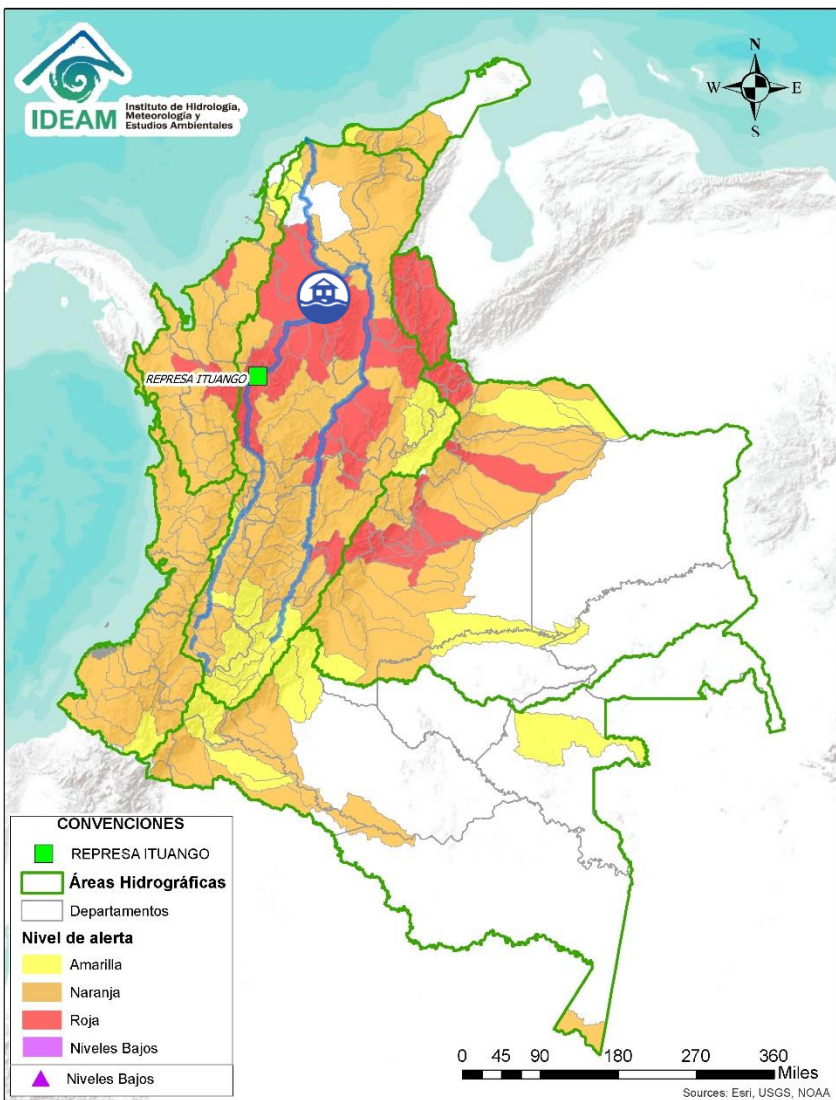 IDEAM
Instituto de Hidrología,
Meteorología y
Estudios Ambientales
N
W
E
S
REPRESA ITUANGO
CONVENCIONES
REPRESA ITUANGO
Áreas Hidrográficas
Departamentos
Nivel de alerta
Amarilla
Naranja
Roja
Niveles Bajos
Niveles Bajos
0 45 90 180 270 360
Miles
Sources: Esri, USGS, NOAA